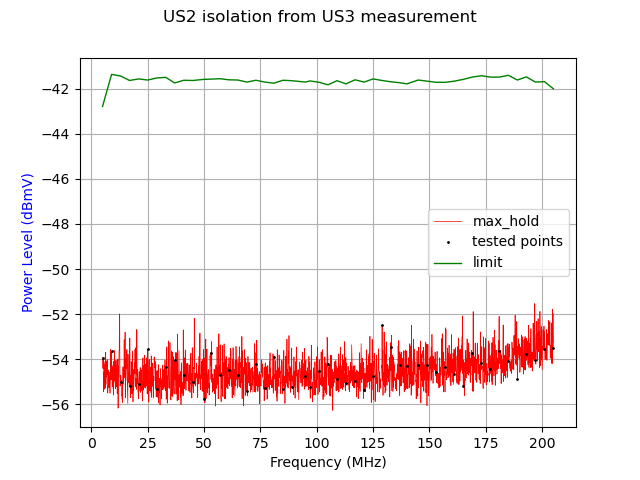 US2 isolation from US3 measurement
Power Level (dBmV)
−42
−44
−46
−48
−50
−52
−54
−56
max_hold
tested points
limit
0
25
50
75
100
125
150
175
200
Frequency (MHz)